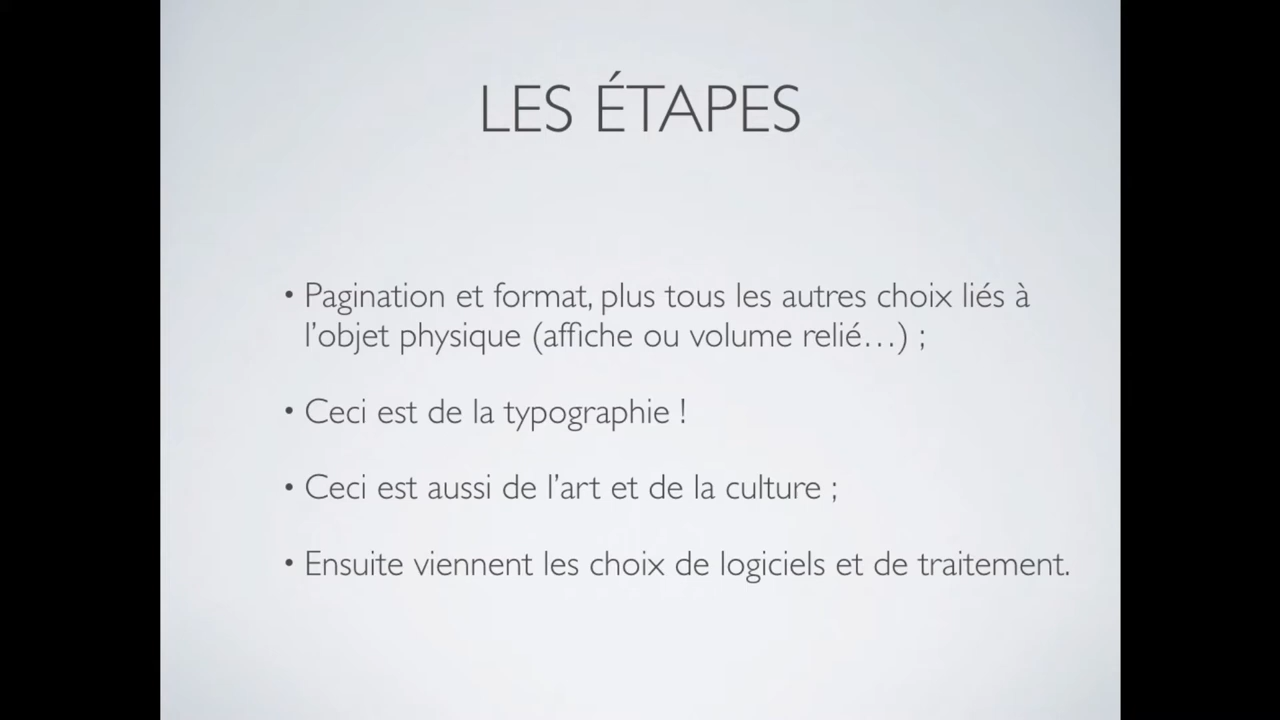 LES ÉTAPES
• Pagination et format, plus tous les autres choix liés à
l’objet physique (affiche ou volume relié…) ;
• Ceci est de la typographie !
• Ceci est aussi de l’art et de la culture ;
• Ensuite viennent les choix de logiciels et de traitement.